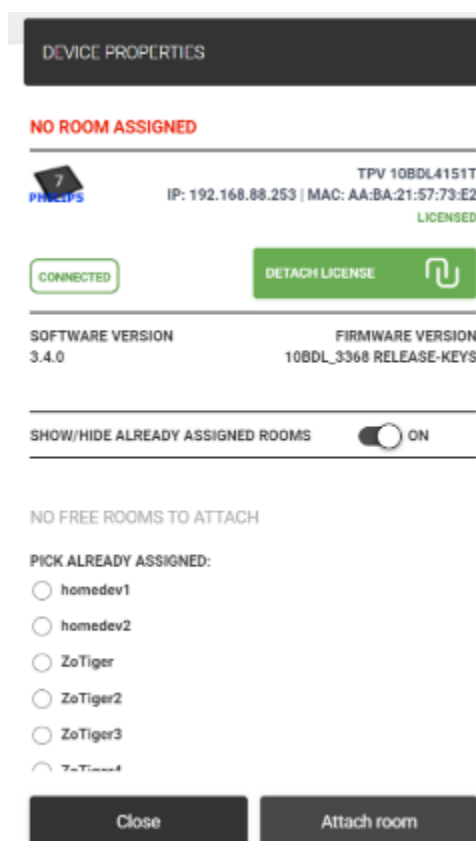 DEVICE PROPERTIES
NO ROOM ASSIGNED
7
PHILIPS
TPV 10BDL4151T
IP: 192.168.88.253 | MAC: AA:BA:21:57:73:E2
LICENSED
CONNECTED
DETACH LICENSE
SOFTWARE VERSION
3.4.0
FIRMWARE VERSION
10BDL_3368 RELEASE-KEYS
SHOW/HIDE ALREADY ASSIGNED ROOMS ON
NO FREE ROOMS TO ATTACH
PICK ALREADY ASSIGNED:
homedev1
homedev2
ZoTiger
ZoTiger2
ZoTiger3
Close
Attach room